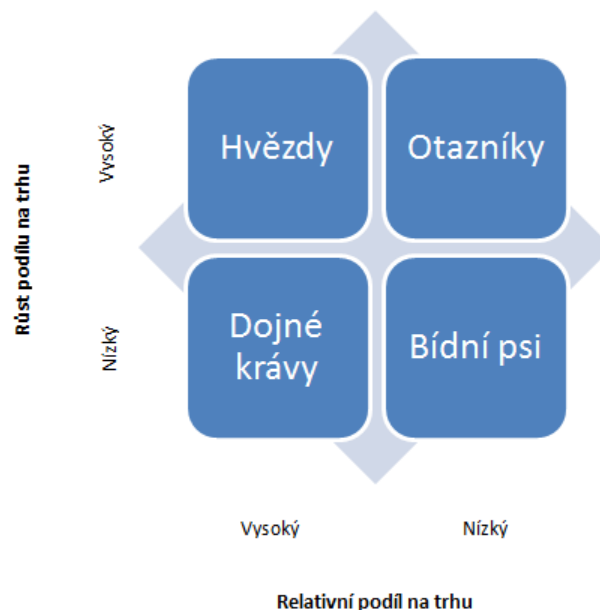 Růst podílu na trhu
Vysoký
Hvězdy
Otazníky
Nízký
Dojné
krávy
Bídní psi
Vysoký
Nízký
Relativní podíl na trhu